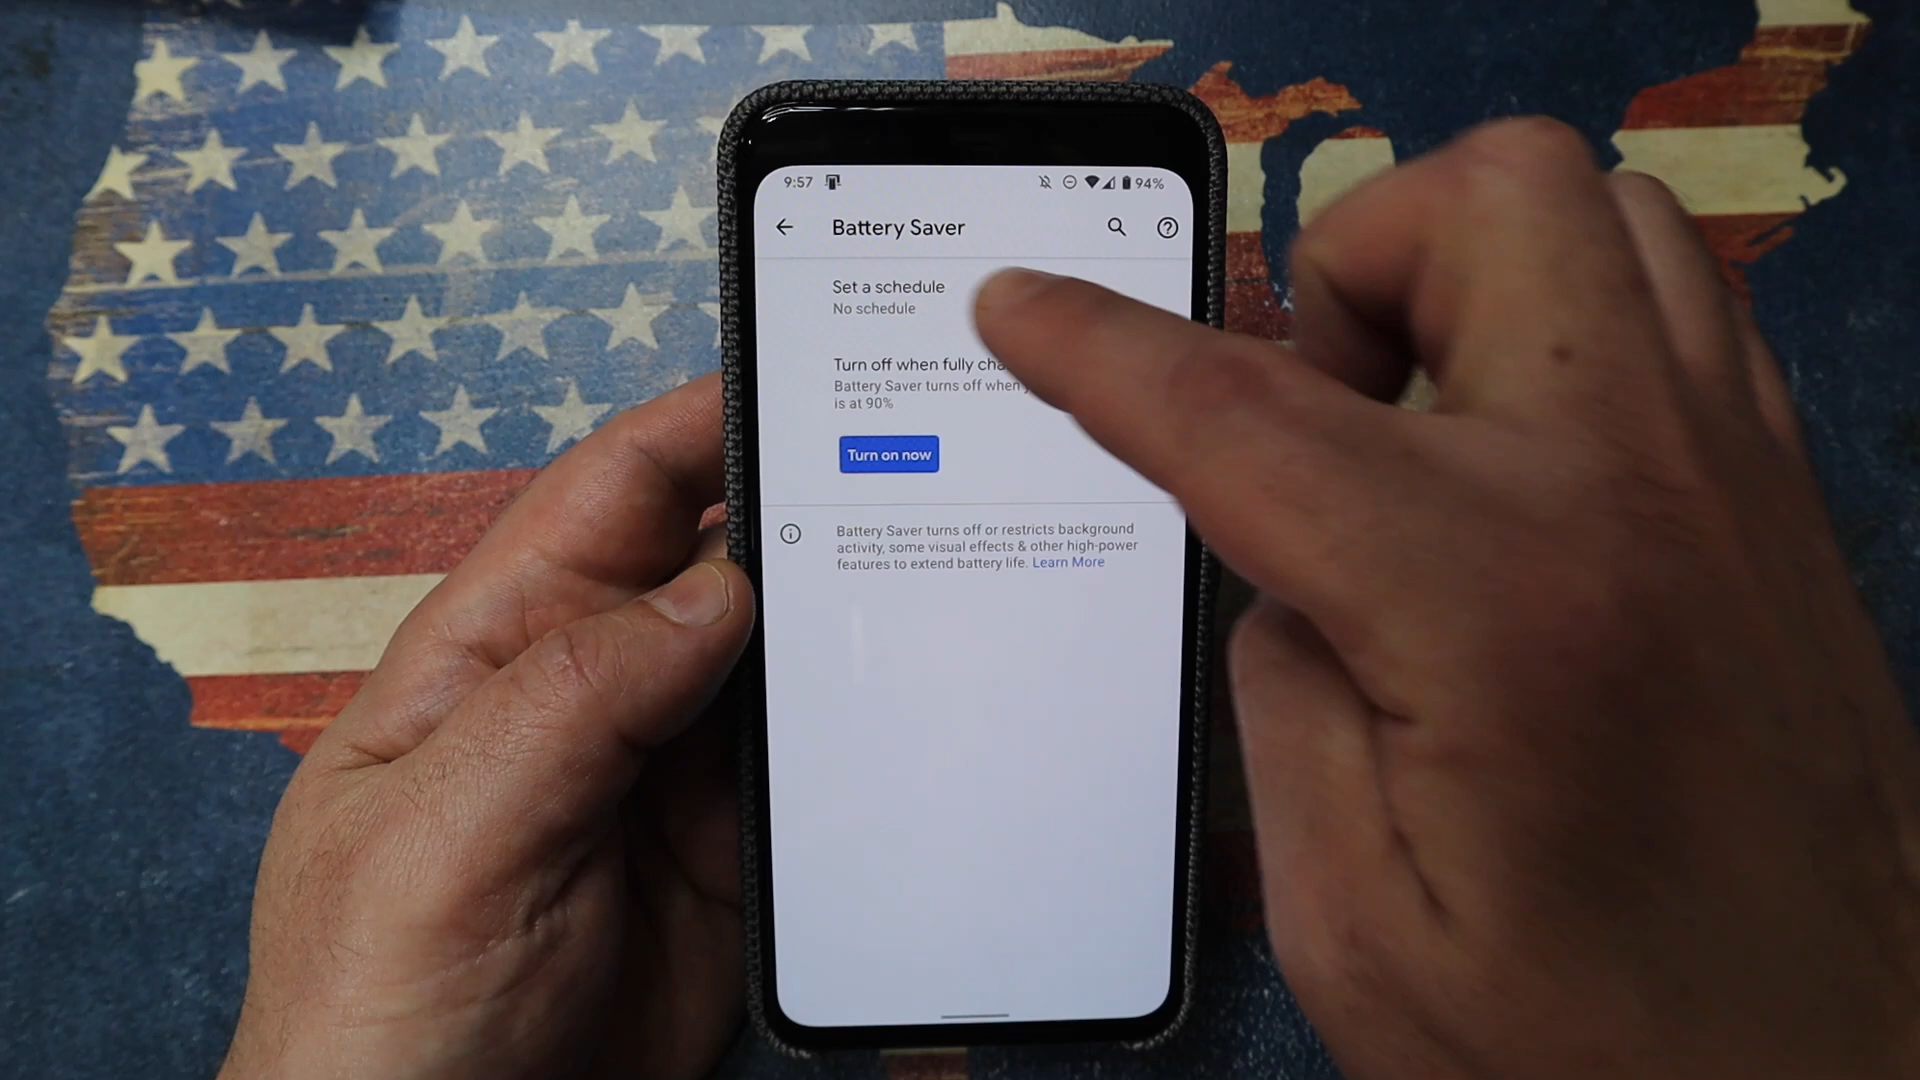 9:57 94%
Battery Saver
Set a schedule
No schedule
Turn off when fully
Battery Saver turns off when
is at 90%
Turn on now
Battery Saver turns off or restricts background
activity, some visual effects & other high-power
features to extend battery life. Learn More